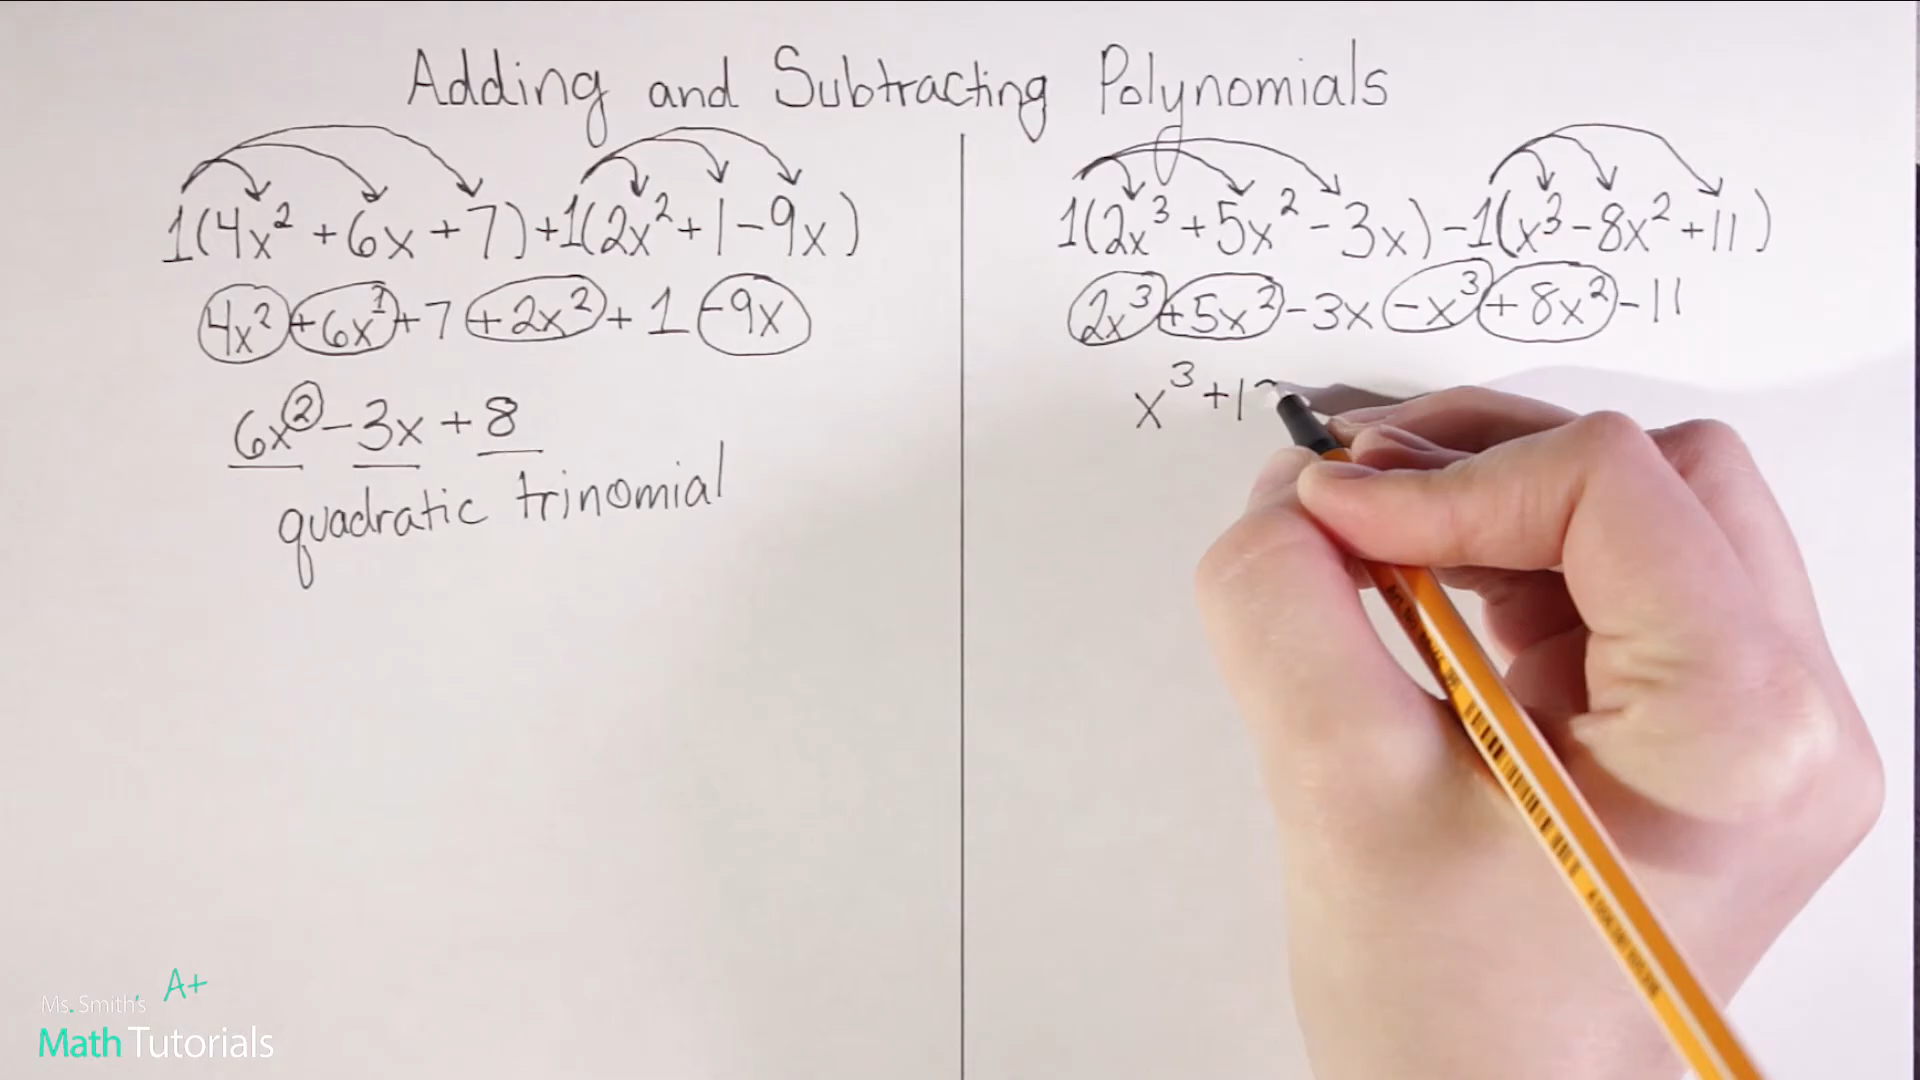 Adding and Subtracting Polynomials
1(4x² + 6x + 7) + 1(2x² + 1 - 9x)
4x² + 6x¹ + 7 + 2x² + 1 - 9x
6x² - 3x + 8
quadratic trinomial
1(2x³ + 5x² - 3x) - 1(x³ - 8x² + 11)
2x³ + 5x² - 3x - x³ + 8x² - 11
x³ + 1
Ms. Smith's A+
Math Tutorials